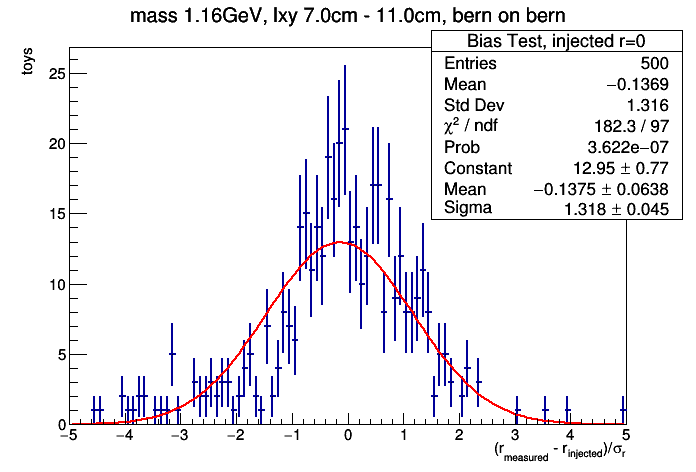 mass 1.16GeV, lxy 7.0cm - 11.0cm, bern on bern
Bias Test, injected r=0
Entries 500
Mean −0.1369
Std Dev 1.316
χ² / ndf 182.3 / 97
Prob 3.622e−07
Constant 12.95 ± 0.77
Mean −0.1375 ± 0.0638
Sigma 1.318 ± 0.045
toys
25
20
15
10
5
0
−5 −4 −3 −2 −1 0 1 2 3 4 5
(r_measured - r_injected)/σ_r